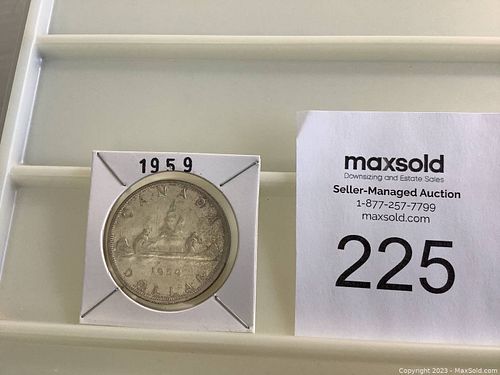 1959
CANADA
1959
DOLLAR
maxsold
Downsizing and Estate Sales
Seller-Managed Auction
1-877-257-7799
maxsold.com
225
Copyright 2023 - MaxSold.com